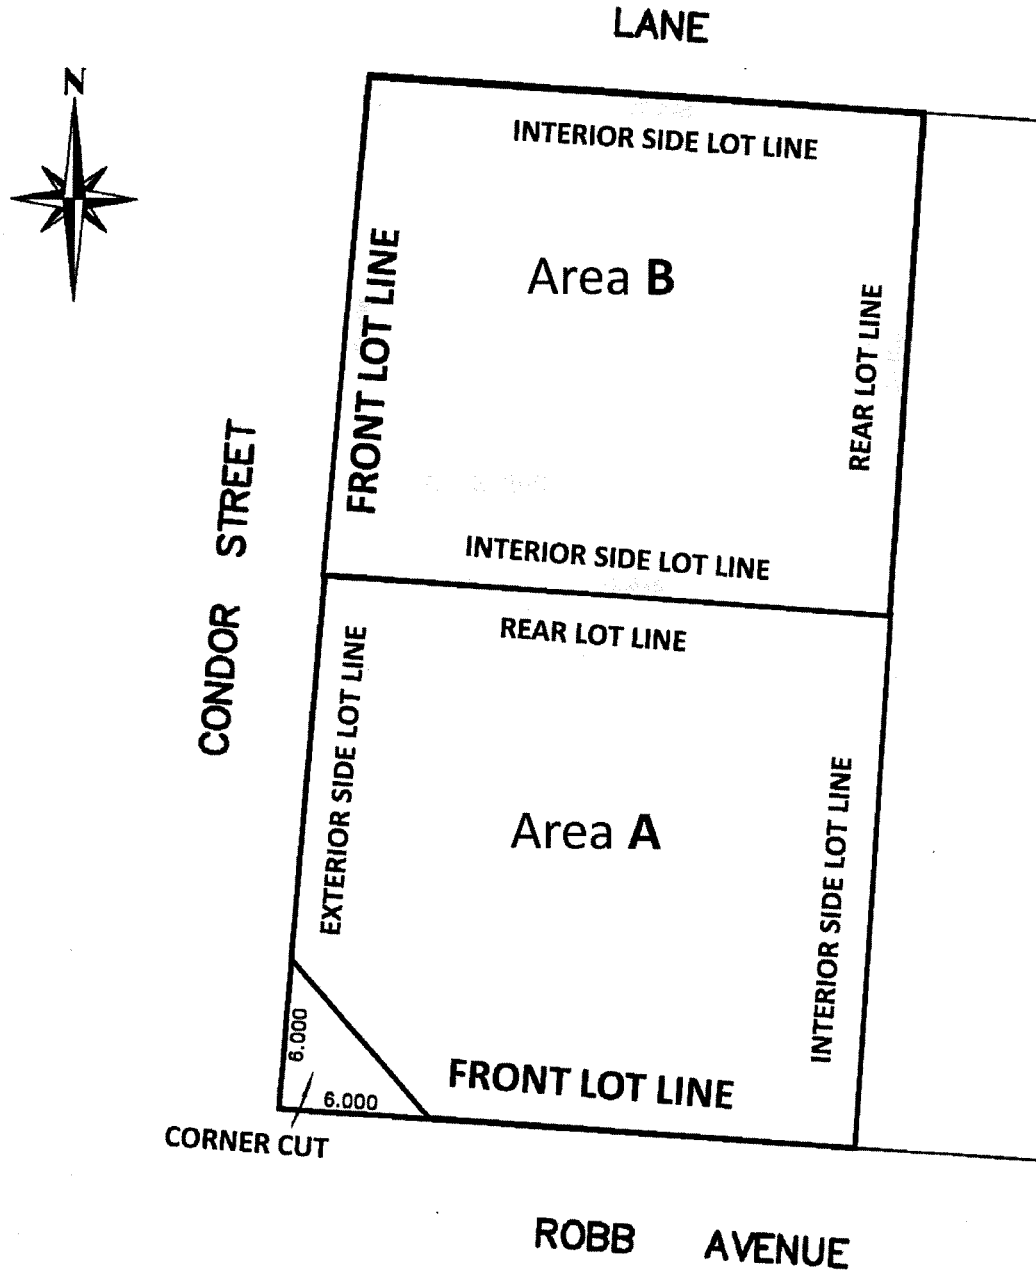 LANE
N
INTERIOR SIDE LOT LINE
Area B
FRONT LOT LINE
REAR LOT LINE
CONDOR STREET
INTERIOR SIDE LOT LINE
REAR LOT LINE
EXTERIOR SIDE LOT LINE
Area A
INTERIOR SIDE LOT LINE
6.000
6.000
FRONT LOT LINE
CORNER CUT
ROBB AVENUE